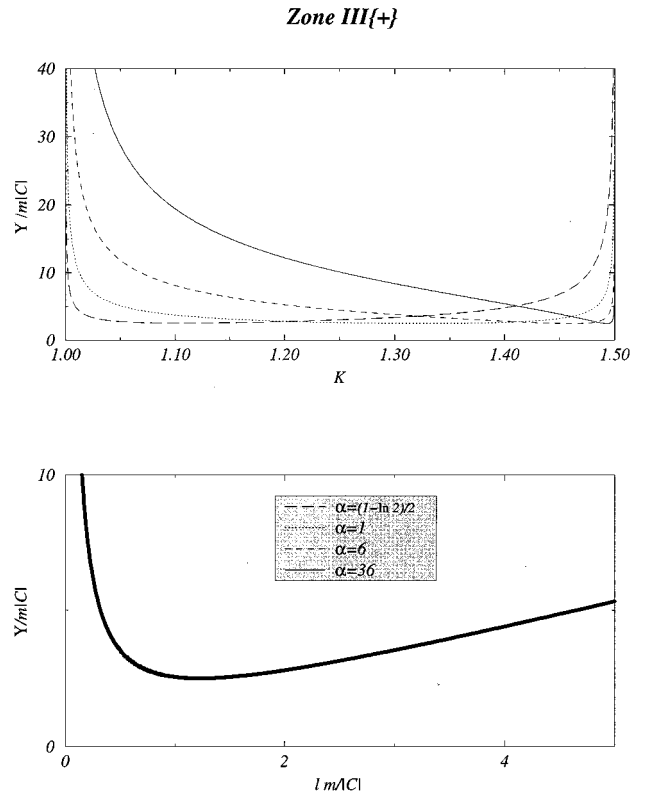 Zone III{+}
40
30
20
10
0
Y/m|C|
1.00 1.10 1.20 1.30 1.40 1.50
K
10
0
Y/m|C|
α=(1−ln 2)/2
α=1
α=6
α=36
0 2 4
l m/|C|